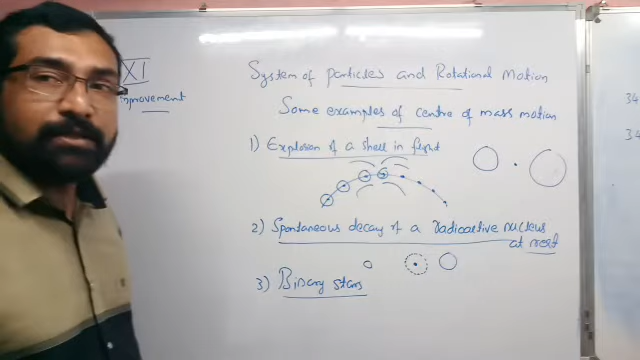 XI
improvement
System of particles and Rotational Motion
Some examples of centre of mass motion
1) Explosion of a shell in flight
2) Spontaneous decay of a radioactive nucleus
at rest
3) Binary stars
34
34